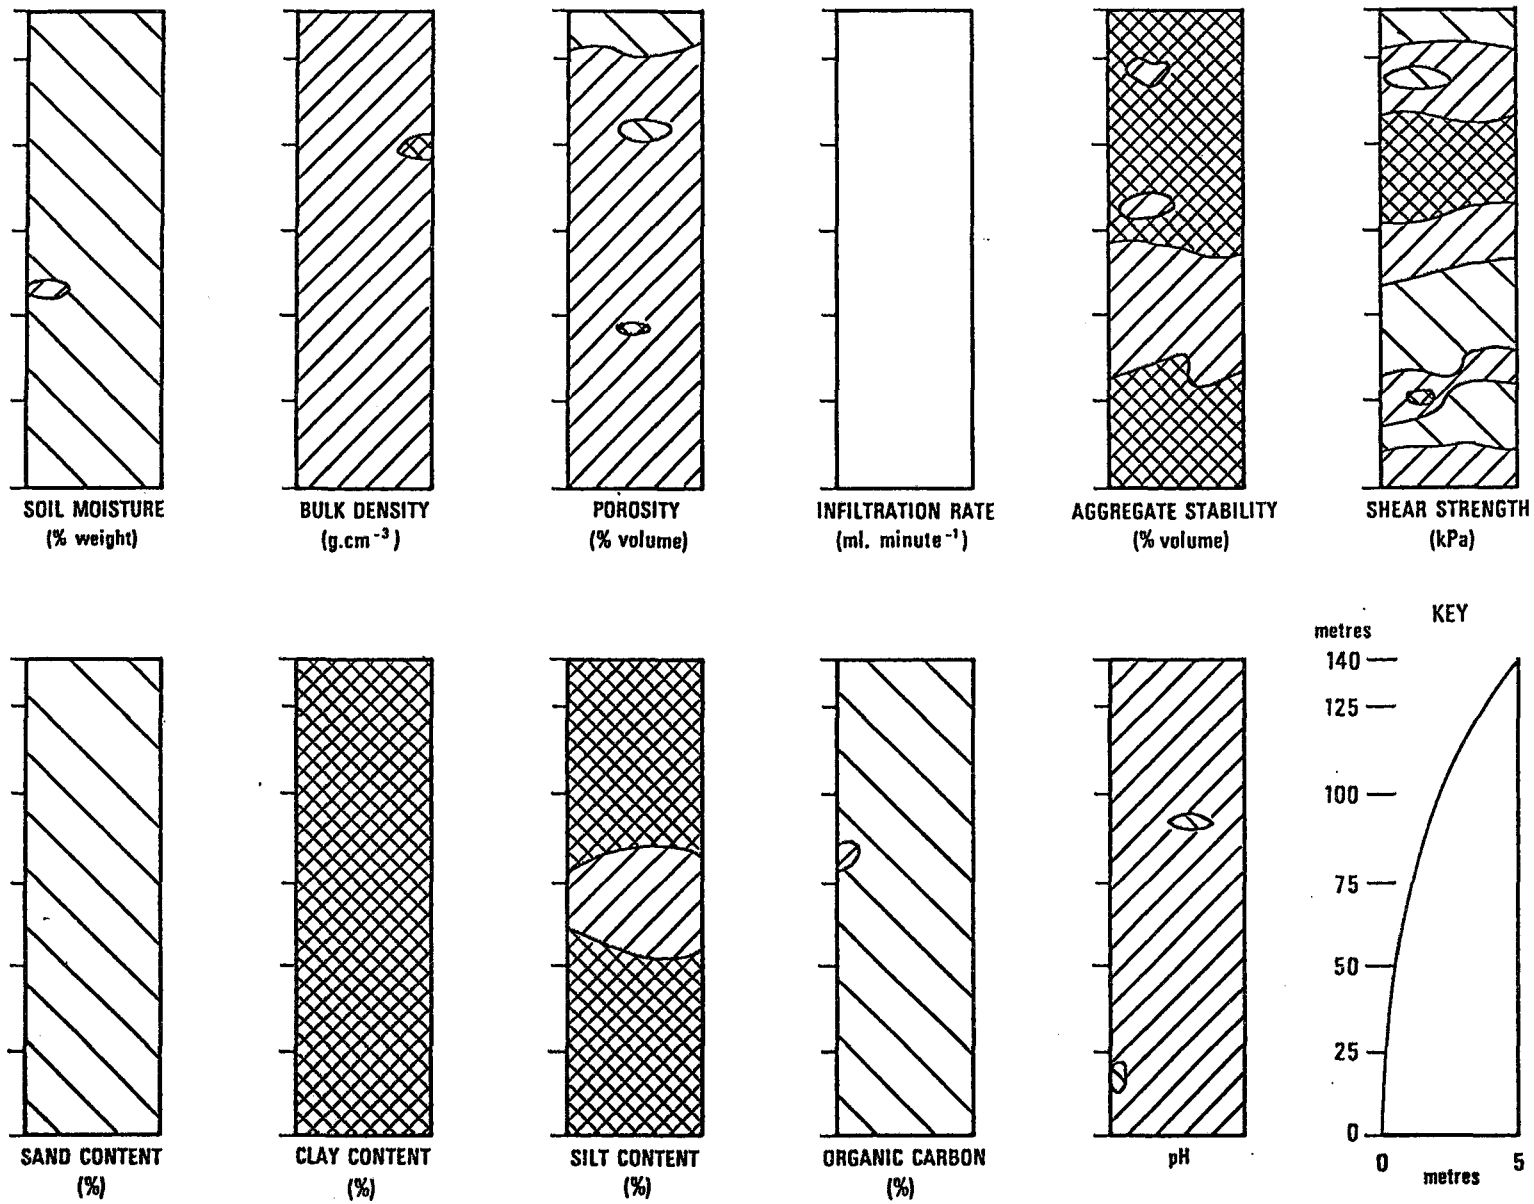 SOIL MOISTURE
(% weight)
BULK DENSITY
(g.cm⁻³)
POROSITY
(% volume)
INFILTRATION RATE
(ml. minute⁻¹)
AGGREGATE STABILITY
(% volume)
SHEAR STRENGTH
(kPa)
SAND CONTENT
(%)
CLAY CONTENT
(%)
SILT CONTENT
(%)
ORGANIC CARBON
(%)
pH
KEY
metres
140
125
100
75
50
25
0
0 5
metres